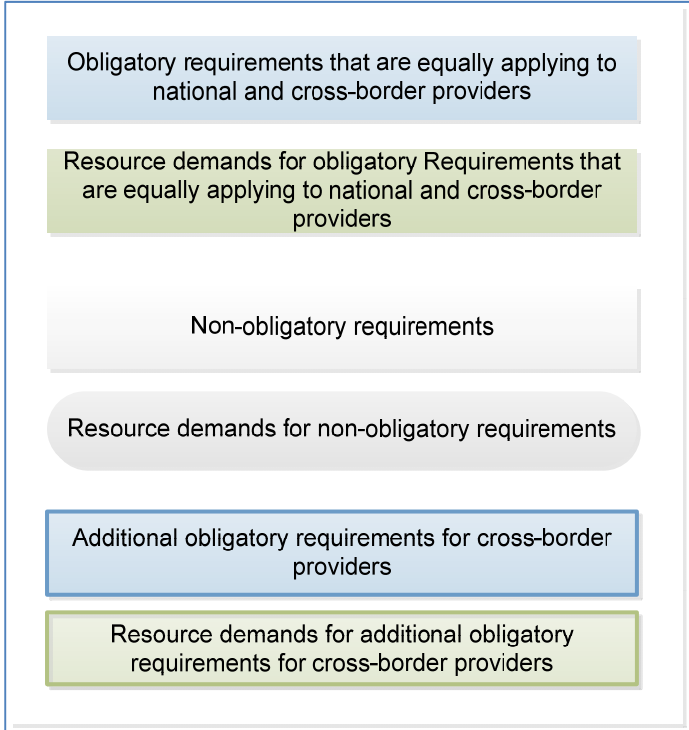 Obligatory requirements that are equally applying to
national and cross-border providers
Resource demands for obligatory Requirements that
are equally applying to national and cross-border
providers
Non-obligatory requirements
Resource demands for non-obligatory requirements
Additional obligatory requirements for cross-border
providers
Resource demands for additional obligatory
requirements for cross-border providers